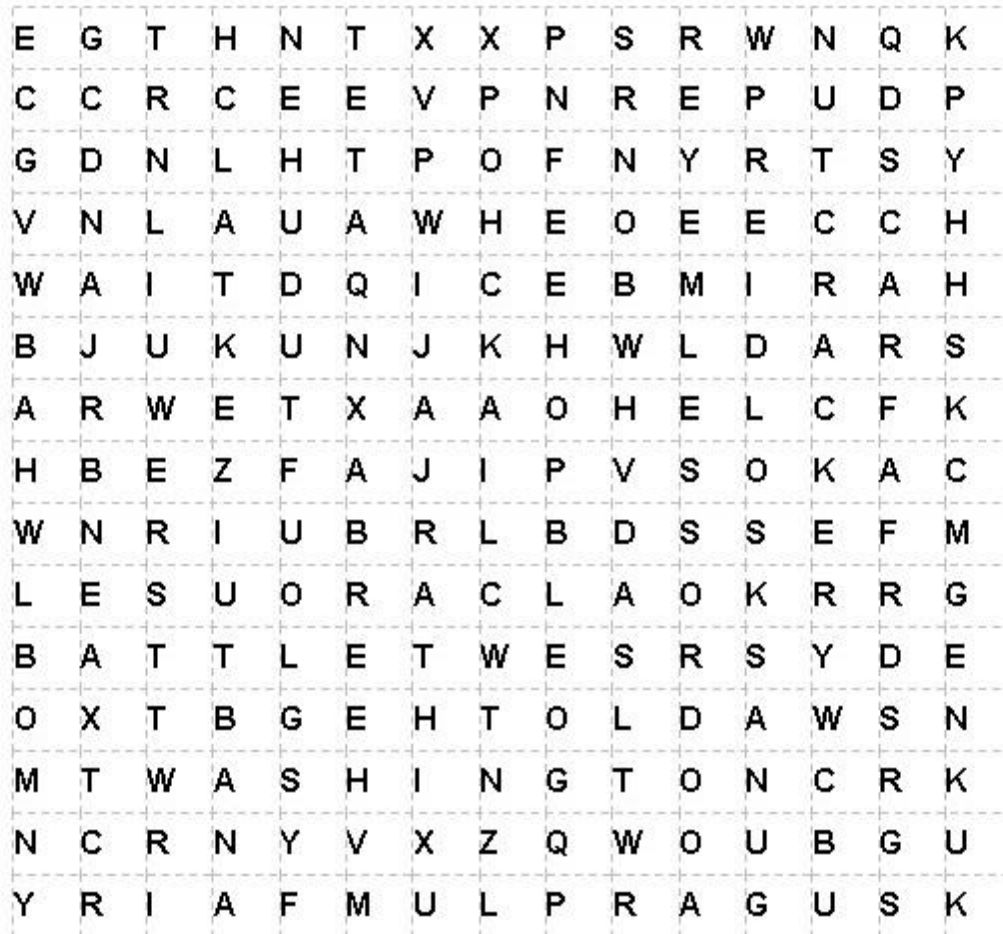 E G T H N T X X P S R W N Q K
C C R C E E V P N R E P U D P
G D N L H T P O F N Y R T S Y
V N L A U A W H E O E E C C H
W A I T D Q I C E B M I R A H
B J U K U N J K H W L D A R S
A R W E T X A A O H E L C F K
H B E Z F A J I P V S O K A C
W N R I U B R L B D S S E F M
L E S U O R A C L A O K R R G
B A T T L E T W E S R S Y D E
O X T B G E H T O L D A W S N
M T W A S H I N G T O N C R K
N C R N Y V X Z Q W O U B G U
Y R I A F M U L P R A G U S K